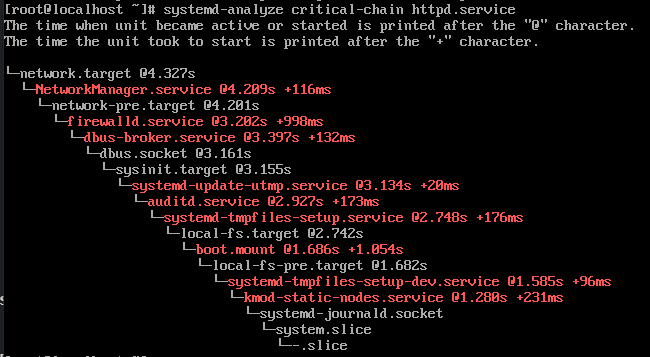 [root@localhost ~]# systemd-analyze critical-chain httpd.service
The time when unit became active or started is printed after the "@" character.
The time the unit took to start is printed after the "+" character.
└─network.target @4.327s
└─NetworkManager.service @4.209s +116ms
└─network-pre.target @4.201s
└─firewalld.service @3.202s +998ms
└─dbus-broker.service @3.397s +132ms
└─dbus.socket @3.161s
└─sysinit.target @3.155s
└─systemd-update-utmp.service @3.134s +20ms
└─auditd.service @2.927s +173ms
└─systemd-tmpfiles-setup.service @2.748s +176ms
└─local-fs.target @2.742s
└─boot.mount @1.686s +1.054s
└─local-fs-pre.target @1.682s
└─systemd-tmpfiles-setup-dev.service @1.585s +96ms
└─kmod-static-nodes.service @1.280s +231ms
└─systemd-journald.socket
└─system.slice
└─-.slice